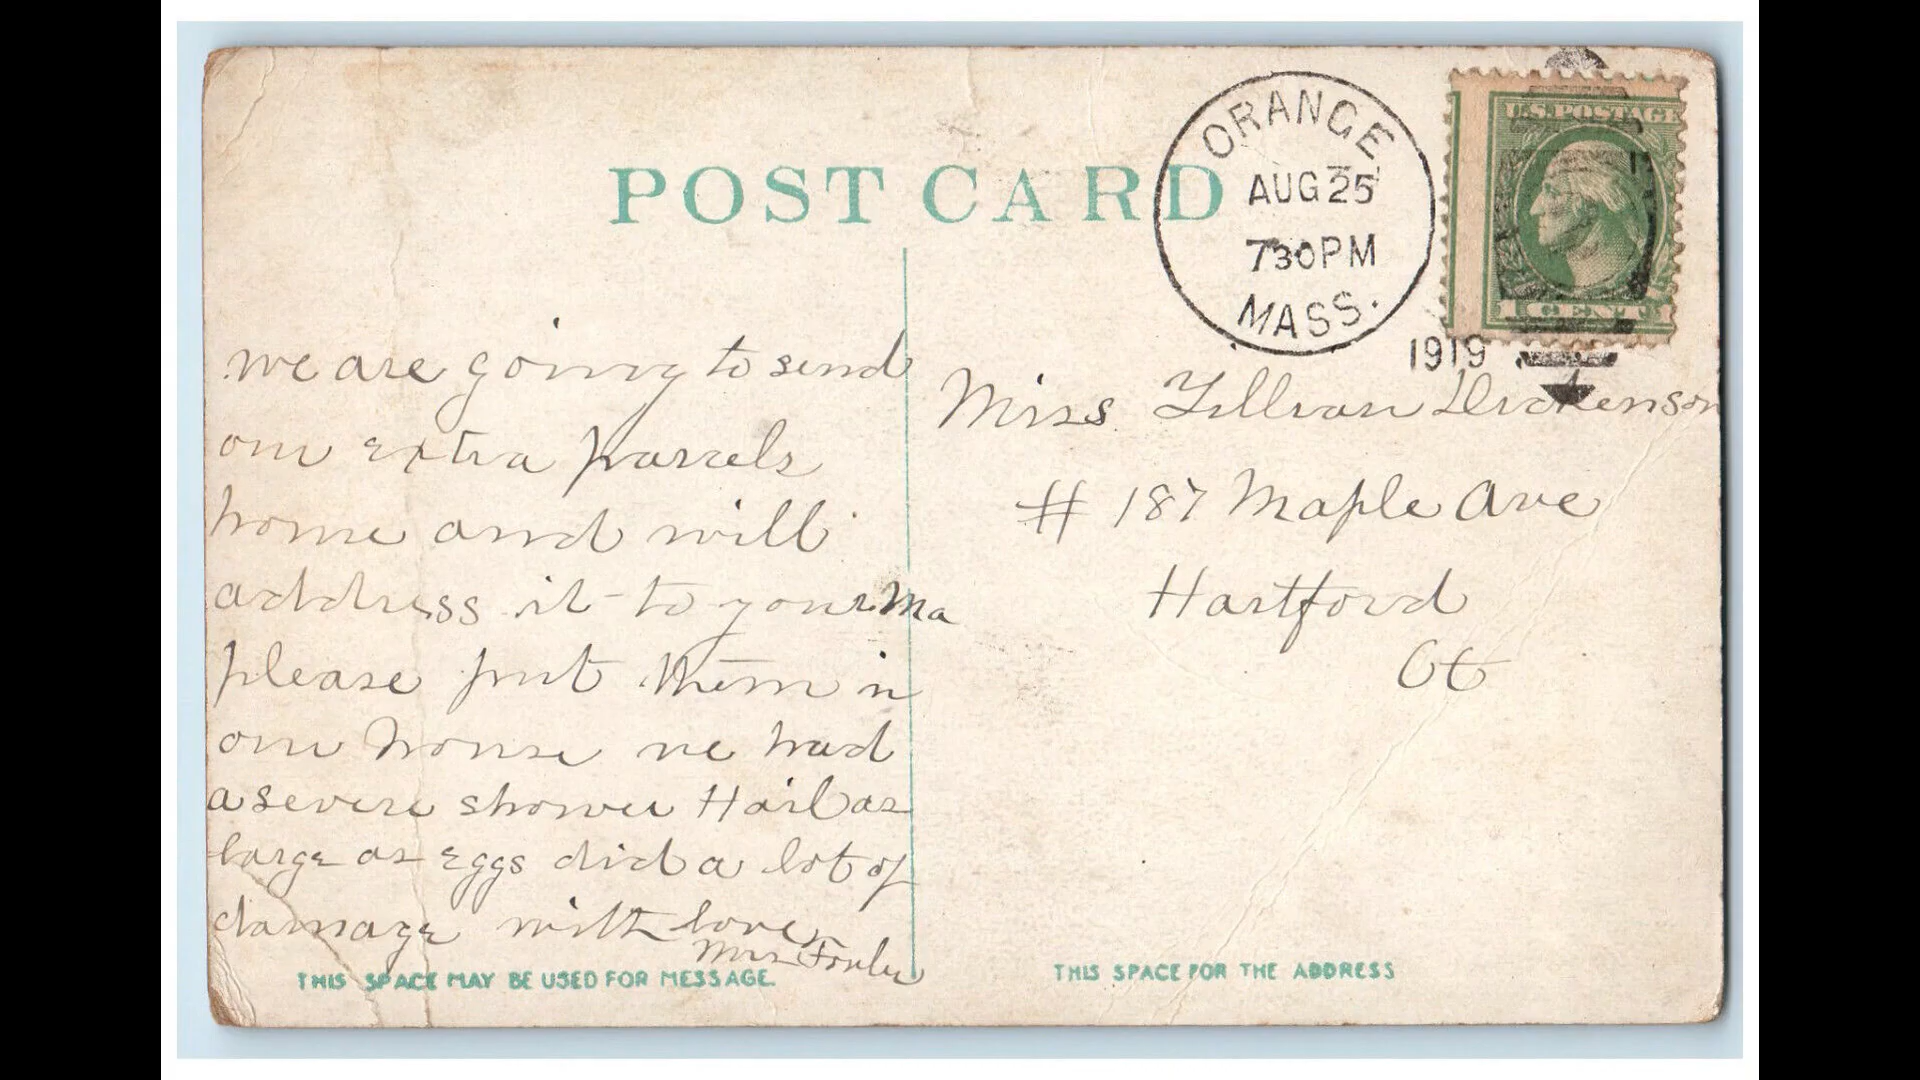 POST CARD
ORANGE,
AUG 25
730PM
MASS.
1919
U.S. POSTAGE
1 CENT 1
we are going to send
our extra parcels
home and will
address it to your Ma
please put them in
our house we had
a severe shower Hail as
large as eggs did a lot of
damage with love
Mrs Fowler
THIS SPACE MAY BE USED FOR MESSAGE.
Miss Lillian Dickenson
# 187 Maple Ave
Hartford
Ct
THIS SPACE FOR THE ADDRESS